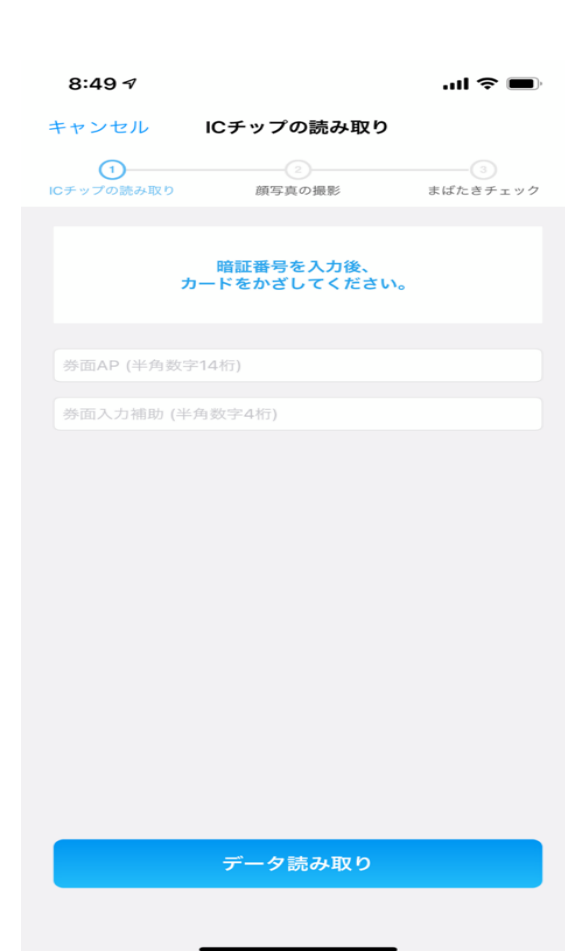 8:49
キャンセル ICチップの読み取り
1 2 3
ICチップの読み取り 顔写真の撮影 まばたきチェック
暗証番号を入力後、
カードをかざしてください。
券面AP (半角数字14桁)
券面入力補助 (半角数字4桁)
データ読み取り